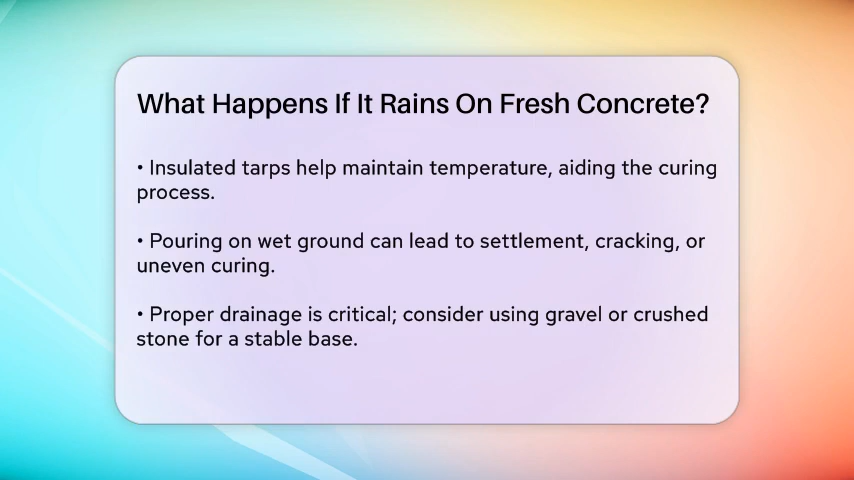 What Happens If It Rains On Fresh Concrete?
• Insulated tarps help maintain temperature, aiding the curing
process.
• Pouring on wet ground can lead to settlement, cracking, or
uneven curing.
• Proper drainage is critical; consider using gravel or crushed
stone for a stable base.